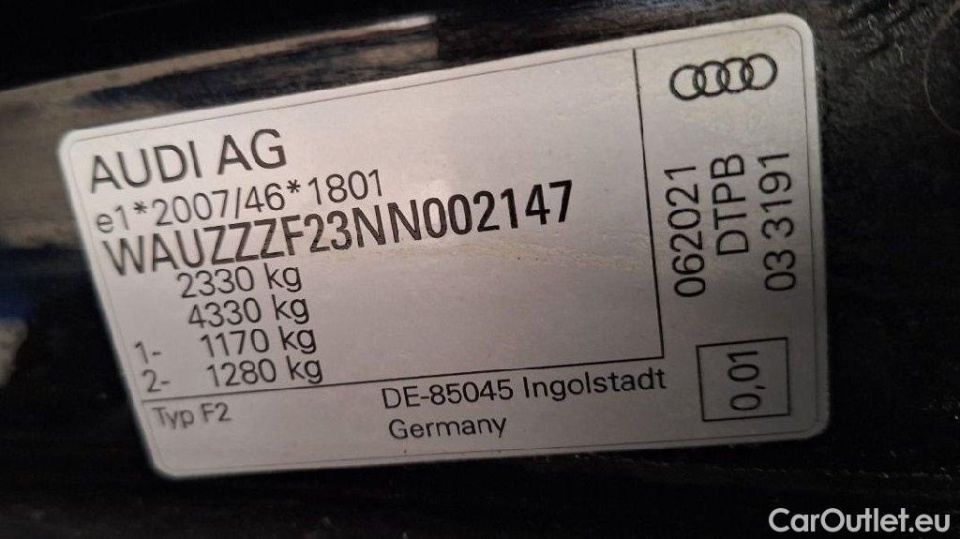 AUDI AG
e1*2007/46*1801
WAUZZZF23NN002147
2330 kg
4330 kg
1- 1170 kg
2- 1280 kg
Typ F2
DE-85045 Ingolstadt
Germany
062021
DTPB
03 3191
0,01
CarOutlet.eu